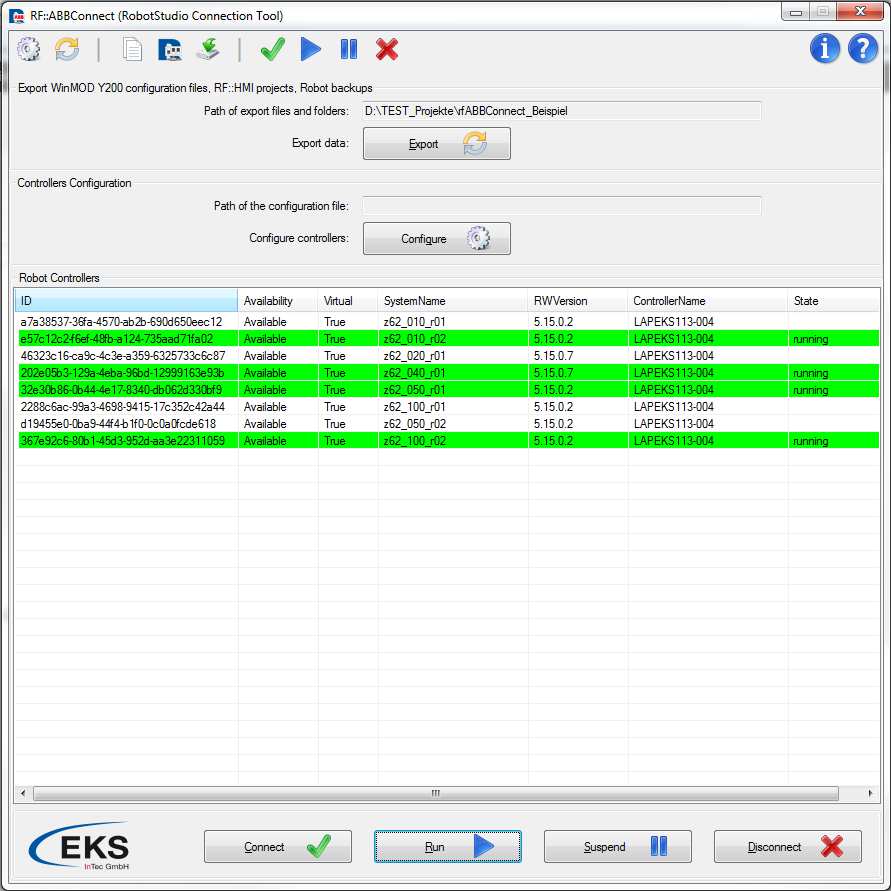 RF::ABBConnect (RobotStudio Connection Tool)
Export WinMOD Y200 configuration files, RF::HMI projects, Robot backups
Path of export files and folders: D:\TEST_Projekte\rfABBConnect_Beispiel
Export data: Export
Controllers Configuration
Path of the configuration file:
Configure controllers: Configure
Robot Controllers
ID Availability Virtual SystemName RWVersion ControllerName State
a7a38537-36fa-4570-ab2b-690d650eec12 Available True z62_010_r01 5.15.0.2 LAPEKS113-004
e57c12c2-f6ef-48fb-a124-735aad71fa02 Available True z62_010_r02 5.15.0.2 LAPEKS113-004 running
46323c16-ca9c-4c3e-a359-6325733c6c87 Available True z62_020_r01 5.15.0.7 LAPEKS113-004
202e05b3-129a-4eba-96bd-12999163e93b Available True z62_040_r01 5.15.0.7 LAPEKS113-004 running
32e30b86-0b44-4e17-8340-db062d330bf9 Available True z62_050_r01 5.15.0.2 LAPEKS113-004 running
2288c6ac-99a3-4698-9415-17c352c42a44 Available True z62_100_r01 5.15.0.2 LAPEKS113-004
d19455e0-0ba9-44f4-b1f0-0c0a0fcde618 Available True z62_050_r02 5.15.0.2 LAPEKS113-004
367e92c6-80b1-45d3-952d-aa3e22311059 Available True z62_100_r02 5.15.0.2 LAPEKS113-004 running
EKS
InTec GmbH
Connect Run Suspend Disconnect